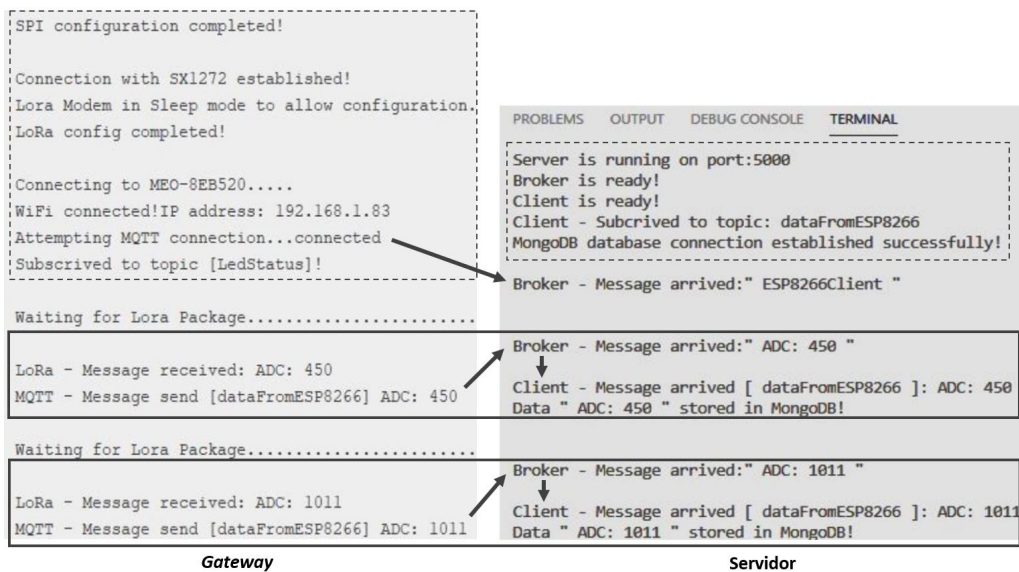 SPI configuration completed!
Connection with SX1272 established!
Lora Modem in Sleep mode to allow configuration.
LoRa config completed!
Connecting to MEO-8EB520.....
WiFi connected!IP address: 192.168.1.83
Attempting MQTT connection...connected
Subscrived to topic [LedStatus]!
Waiting for Lora Package........................
LoRa - Message received: ADC: 450
MQTT - Message send [dataFromESP8266] ADC: 450
Waiting for Lora Package........................
LoRa - Message received: ADC: 1011
MQTT - Message send [dataFromESP8266] ADC: 1011
Gateway
PROBLEMS OUTPUT DEBUG CONSOLE TERMINAL
Server is running on port:5000
Broker is ready!
Client is ready!
Client - Subcrived to topic: dataFromESP8266
MongoDB database connection established successfully!
Broker - Message arrived:" ESP8266Client "
Broker - Message arrived:" ADC: 450 "
Client - Message arrived [ dataFromESP8266 ]: ADC: 450
Data " ADC: 450 " stored in MongoDB!
Broker - Message arrived:" ADC: 1011 "
Client - Message arrived [ dataFromESP8266 ]: ADC: 1011
Data " ADC: 1011 " stored in MongoDB!
Servidor